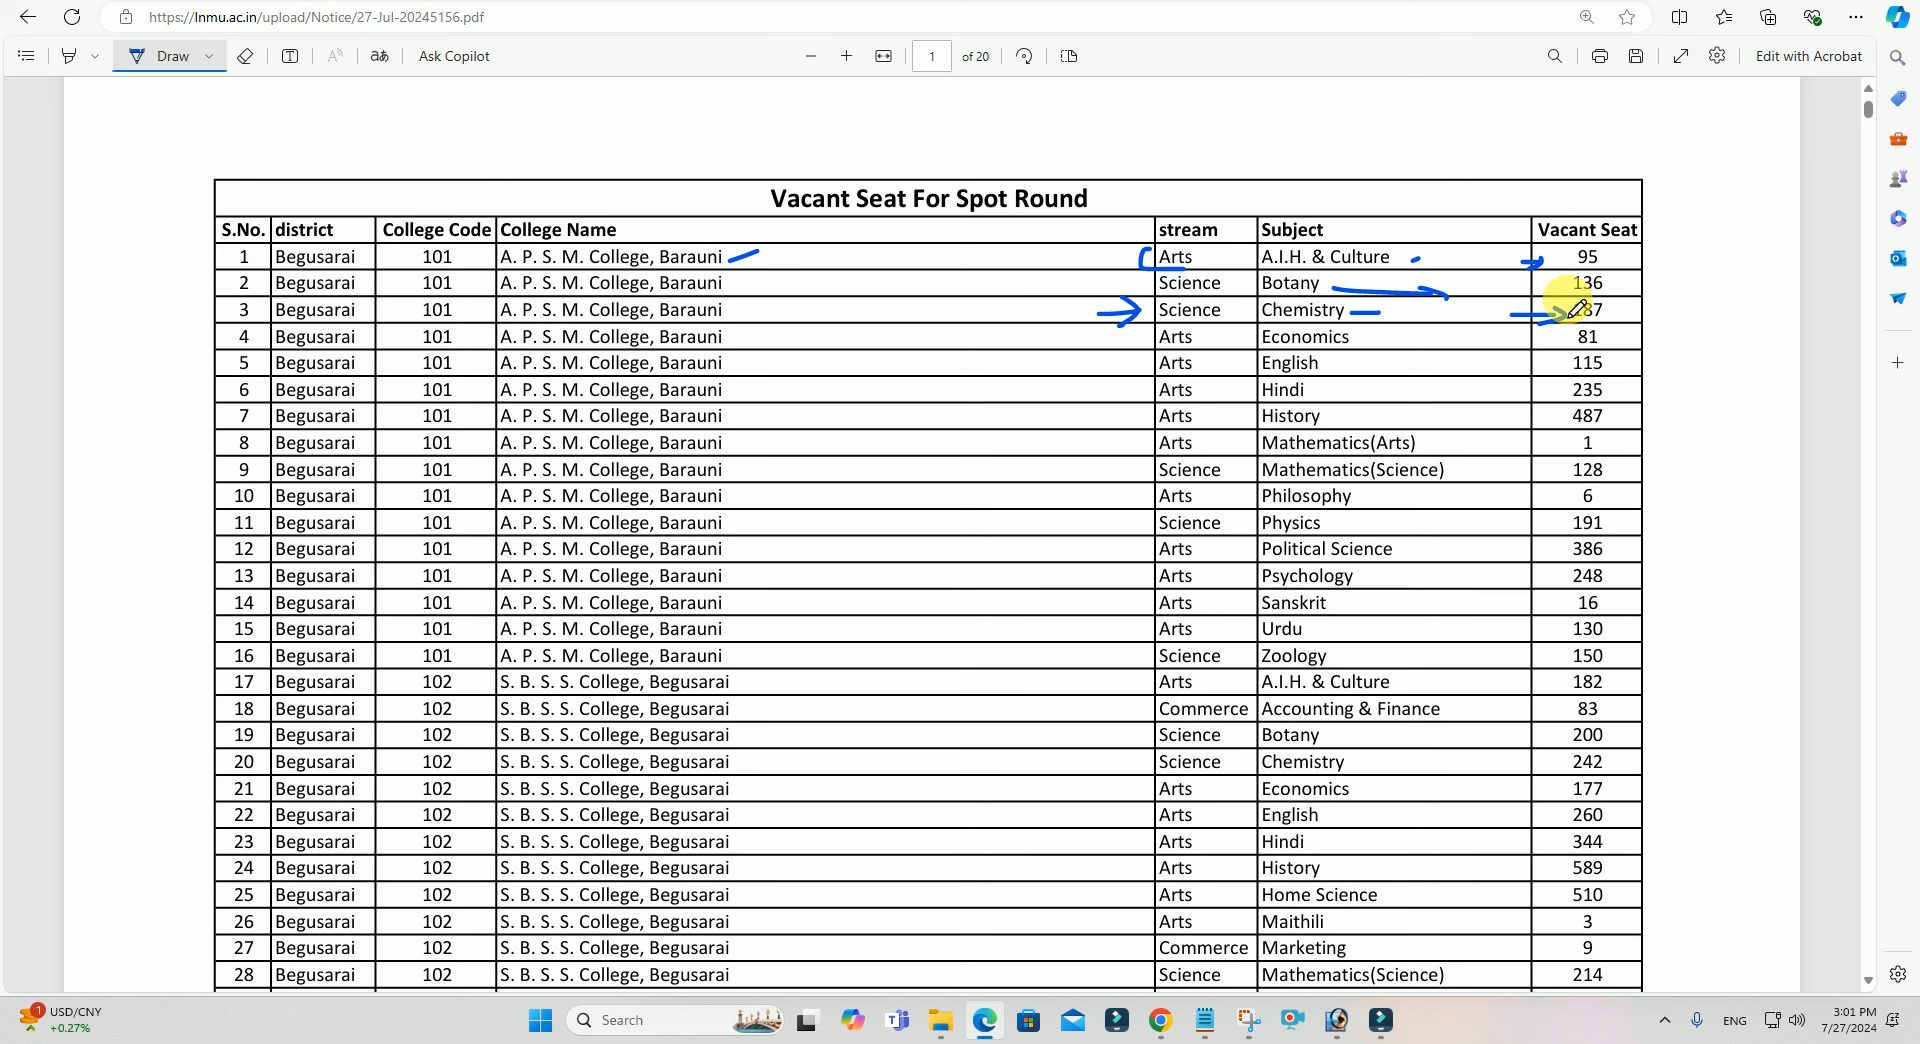 https://lnmu.ac.in/upload/Notice/27-Jul-20245156.pdf
Draw
Ask Copilot
1 of 20
Edit with Acrobat
Vacant Seat For Spot Round
S.No. district College Code College Name stream Subject Vacant Seat
1 Begusarai 101 A. P. S. M. College, Barauni Arts A.I.H. & Culture 95
2 Begusarai 101 A. P. S. M. College, Barauni Science Botany 136
3 Begusarai 101 A. P. S. M. College, Barauni Science Chemistry
4 Begusarai 101 A. P. S. M. College, Barauni Arts Economics 81
5 Begusarai 101 A. P. S. M. College, Barauni Arts English 115
6 Begusarai 101 A. P. S. M. College, Barauni Arts Hindi 235
7 Begusarai 101 A. P. S. M. College, Barauni Arts History 487
8 Begusarai 101 A. P. S. M. College, Barauni Arts Mathematics(Arts) 1
9 Begusarai 101 A. P. S. M. College, Barauni Science Mathematics(Science) 128
10 Begusarai 101 A. P. S. M. College, Barauni Arts Philosophy 6
11 Begusarai 101 A. P. S. M. College, Barauni Science Physics 191
12 Begusarai 101 A. P. S. M. College, Barauni Arts Political Science 386
13 Begusarai 101 A. P. S. M. College, Barauni Arts Psychology 248
14 Begusarai 101 A. P. S. M. College, Barauni Arts Sanskrit 16
15 Begusarai 101 A. P. S. M. College, Barauni Arts Urdu 130
16 Begusarai 101 A. P. S. M. College, Barauni Science Zoology 150
17 Begusarai 102 S. B. S. S. College, Begusarai Arts A.I.H. & Culture 182
18 Begusarai 102 S. B. S. S. College, Begusarai Commerce Accounting & Finance 83
19 Begusarai 102 S. B. S. S. College, Begusarai Science Botany 200
20 Begusarai 102 S. B. S. S. College, Begusarai Science Chemistry 242
21 Begusarai 102 S. B. S. S. College, Begusarai Arts Economics 177
22 Begusarai 102 S. B. S. S. College, Begusarai Arts English 260
23 Begusarai 102 S. B. S. S. College, Begusarai Arts Hindi 344
24 Begusarai 102 S. B. S. S. College, Begusarai Arts History 589
25 Begusarai 102 S. B. S. S. College, Begusarai Arts Home Science 510
26 Begusarai 102 S. B. S. S. College, Begusarai Arts Maithili 3
27 Begusarai 102 S. B. S. S. College, Begusarai Commerce Marketing 9
28 Begusarai 102 S. B. S. S. College, Begusarai Science Mathematics(Science) 214
1
USD/CNY
+0.27%
Search
ENG
3:01 PM
7/27/2024